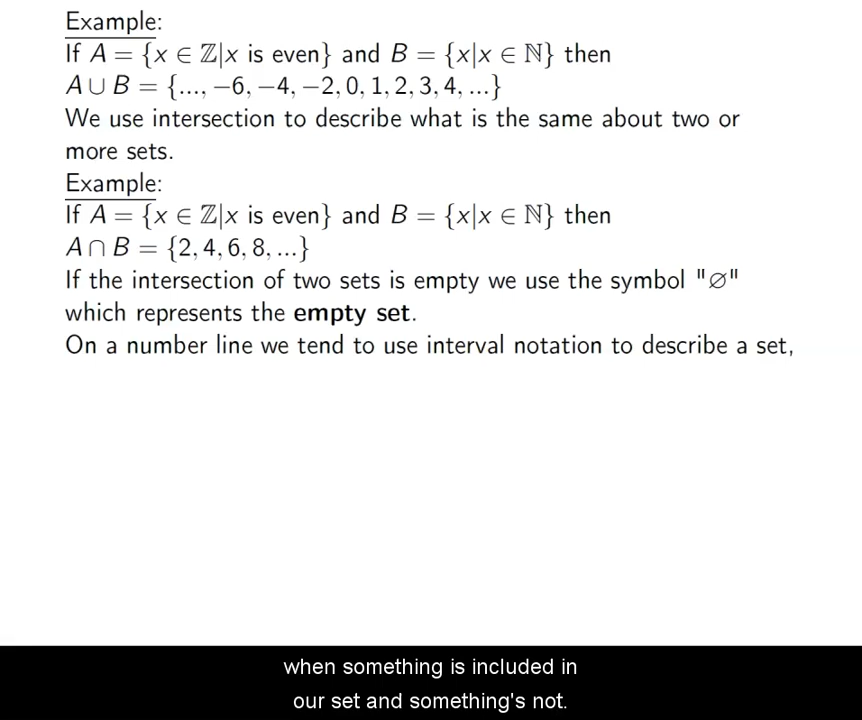 Example:
If A = {x ∈ ℤ|x is even} and B = {x|x ∈ ℕ} then
A ∪ B = {..., −6, −4, −2, 0, 1, 2, 3, 4, ...}
We use intersection to describe what is the same about two or
more sets.
Example:
If A = {x ∈ ℤ|x is even} and B = {x|x ∈ ℕ} then
A ∩ B = {2, 4, 6, 8, ...}
If the intersection of two sets is empty we use the symbol "∅"
which represents the empty set.
On a number line we tend to use interval notation to describe a set,
when something is included in
our set and something's not.